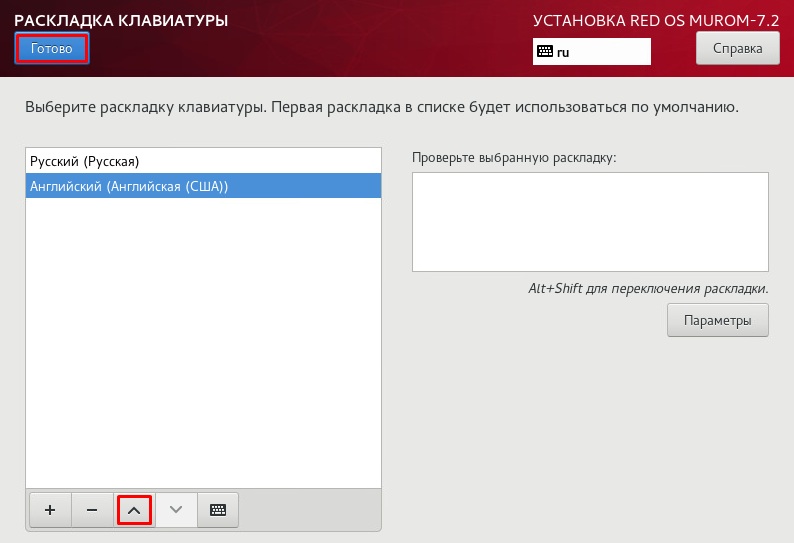 РАСКЛАДКА КЛАВИАТУРЫ
УСТАНОВКА RED OS MUROM-7.2
Готово
ru
Справка
Выберите раскладку клавиатуры. Первая раскладка в списке будет использоваться по умолчанию.
Русский (Русская)
Английский (Английская (США))
Проверьте выбранную раскладку:
Alt+Shift для переключения раскладки.
Параметры